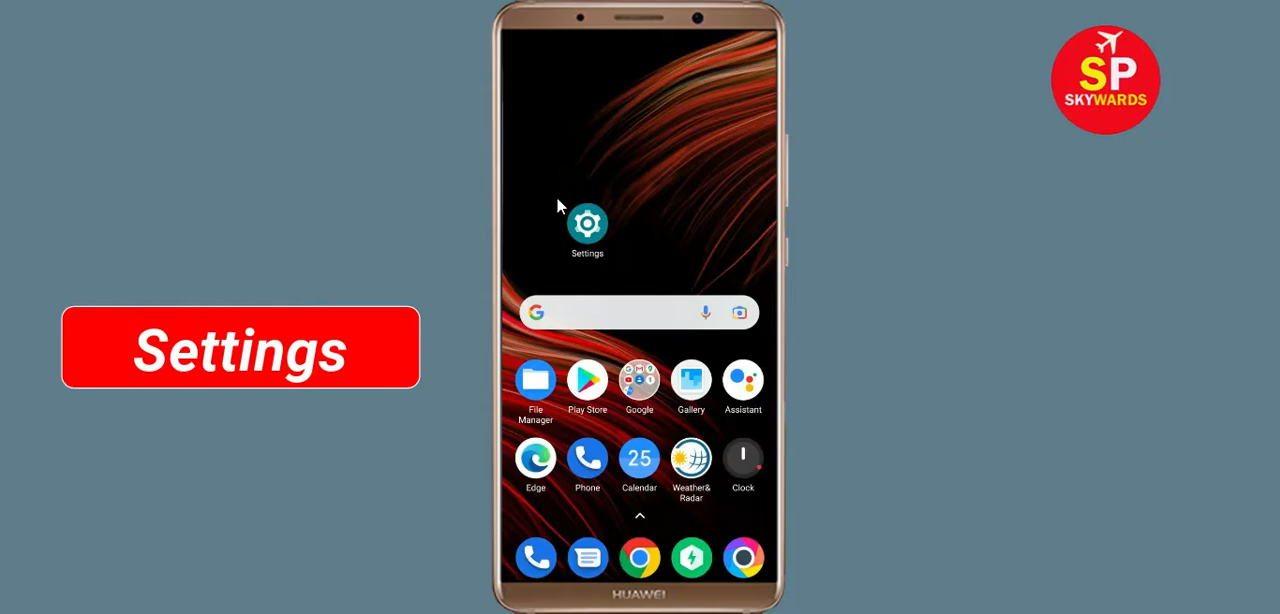 SP
SKYWARDS
Settings
Settings
File
Manager
Play Store
Google
Gallery
Assistant
Edge
Phone
25
Calendar
Weather&
Radar
Clock
HUAWEI